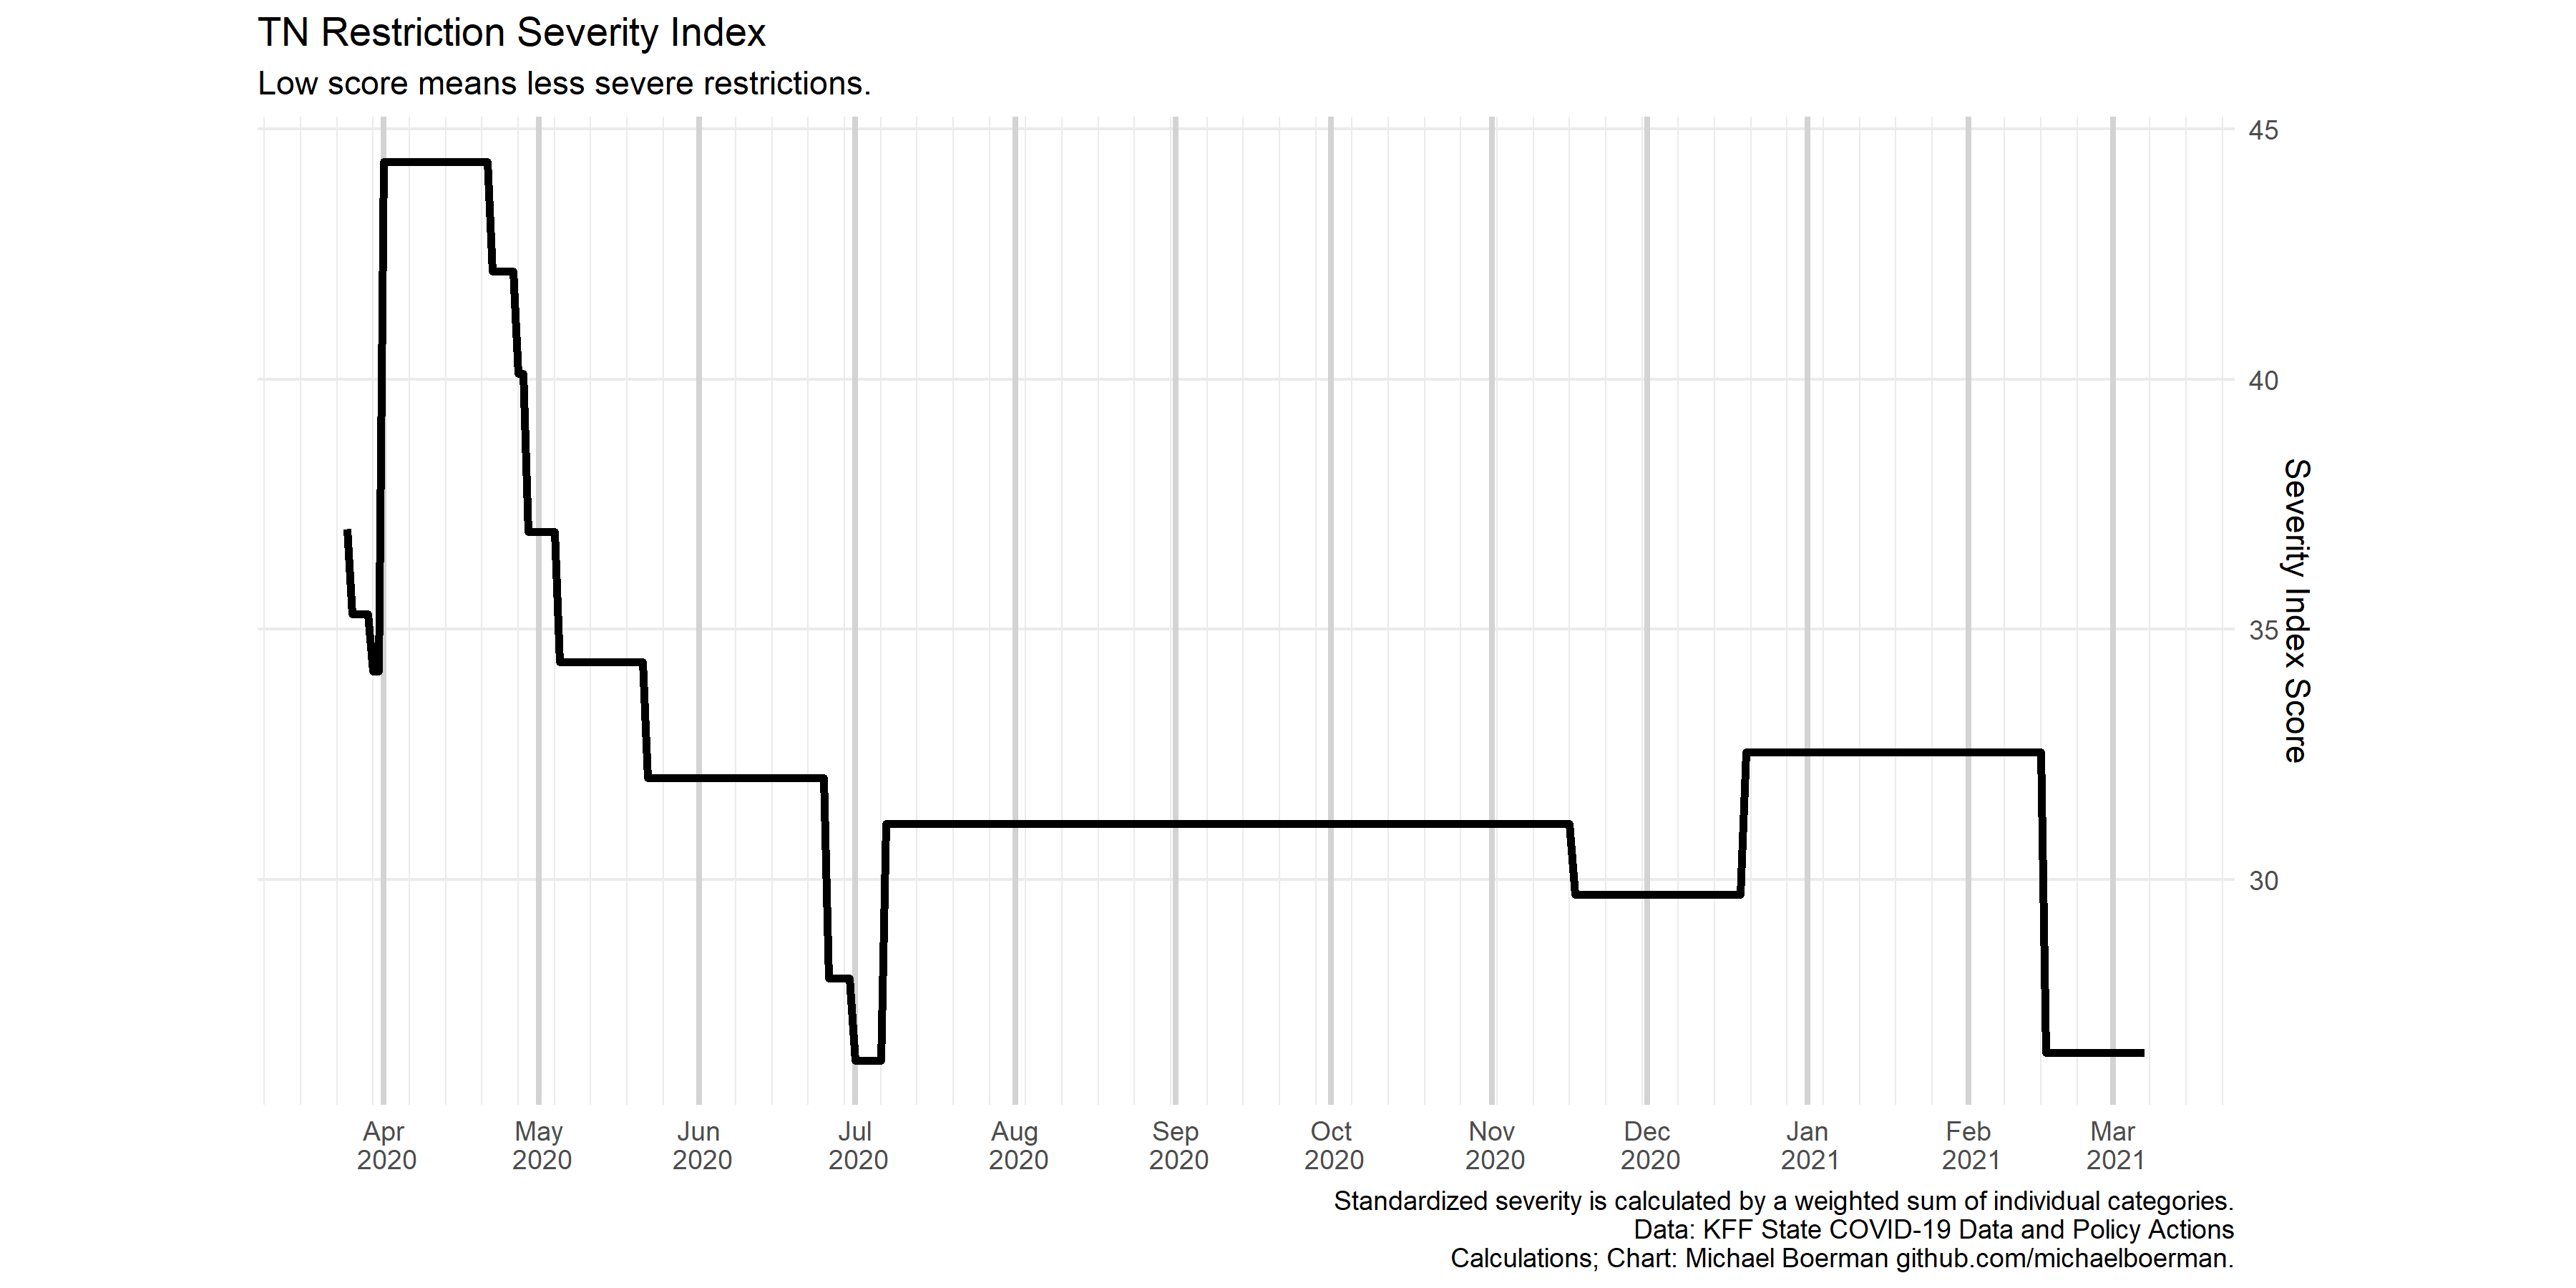 TN Restriction Severity Index
Low score means less severe restrictions.
45
40
35
30
Severity Index Score
Apr
2020
May
2020
Jun
2020
Jul
2020
Aug
2020
Sep
2020
Oct
2020
Nov
2020
Dec
2020
Jan
2021
Feb
2021
Mar
2021
Standardized severity is calculated by a weighted sum of individual categories.
Data: KFF State COVID-19 Data and Policy Actions
Calculations; Chart: Michael Boerman github.com/michaelboerman.